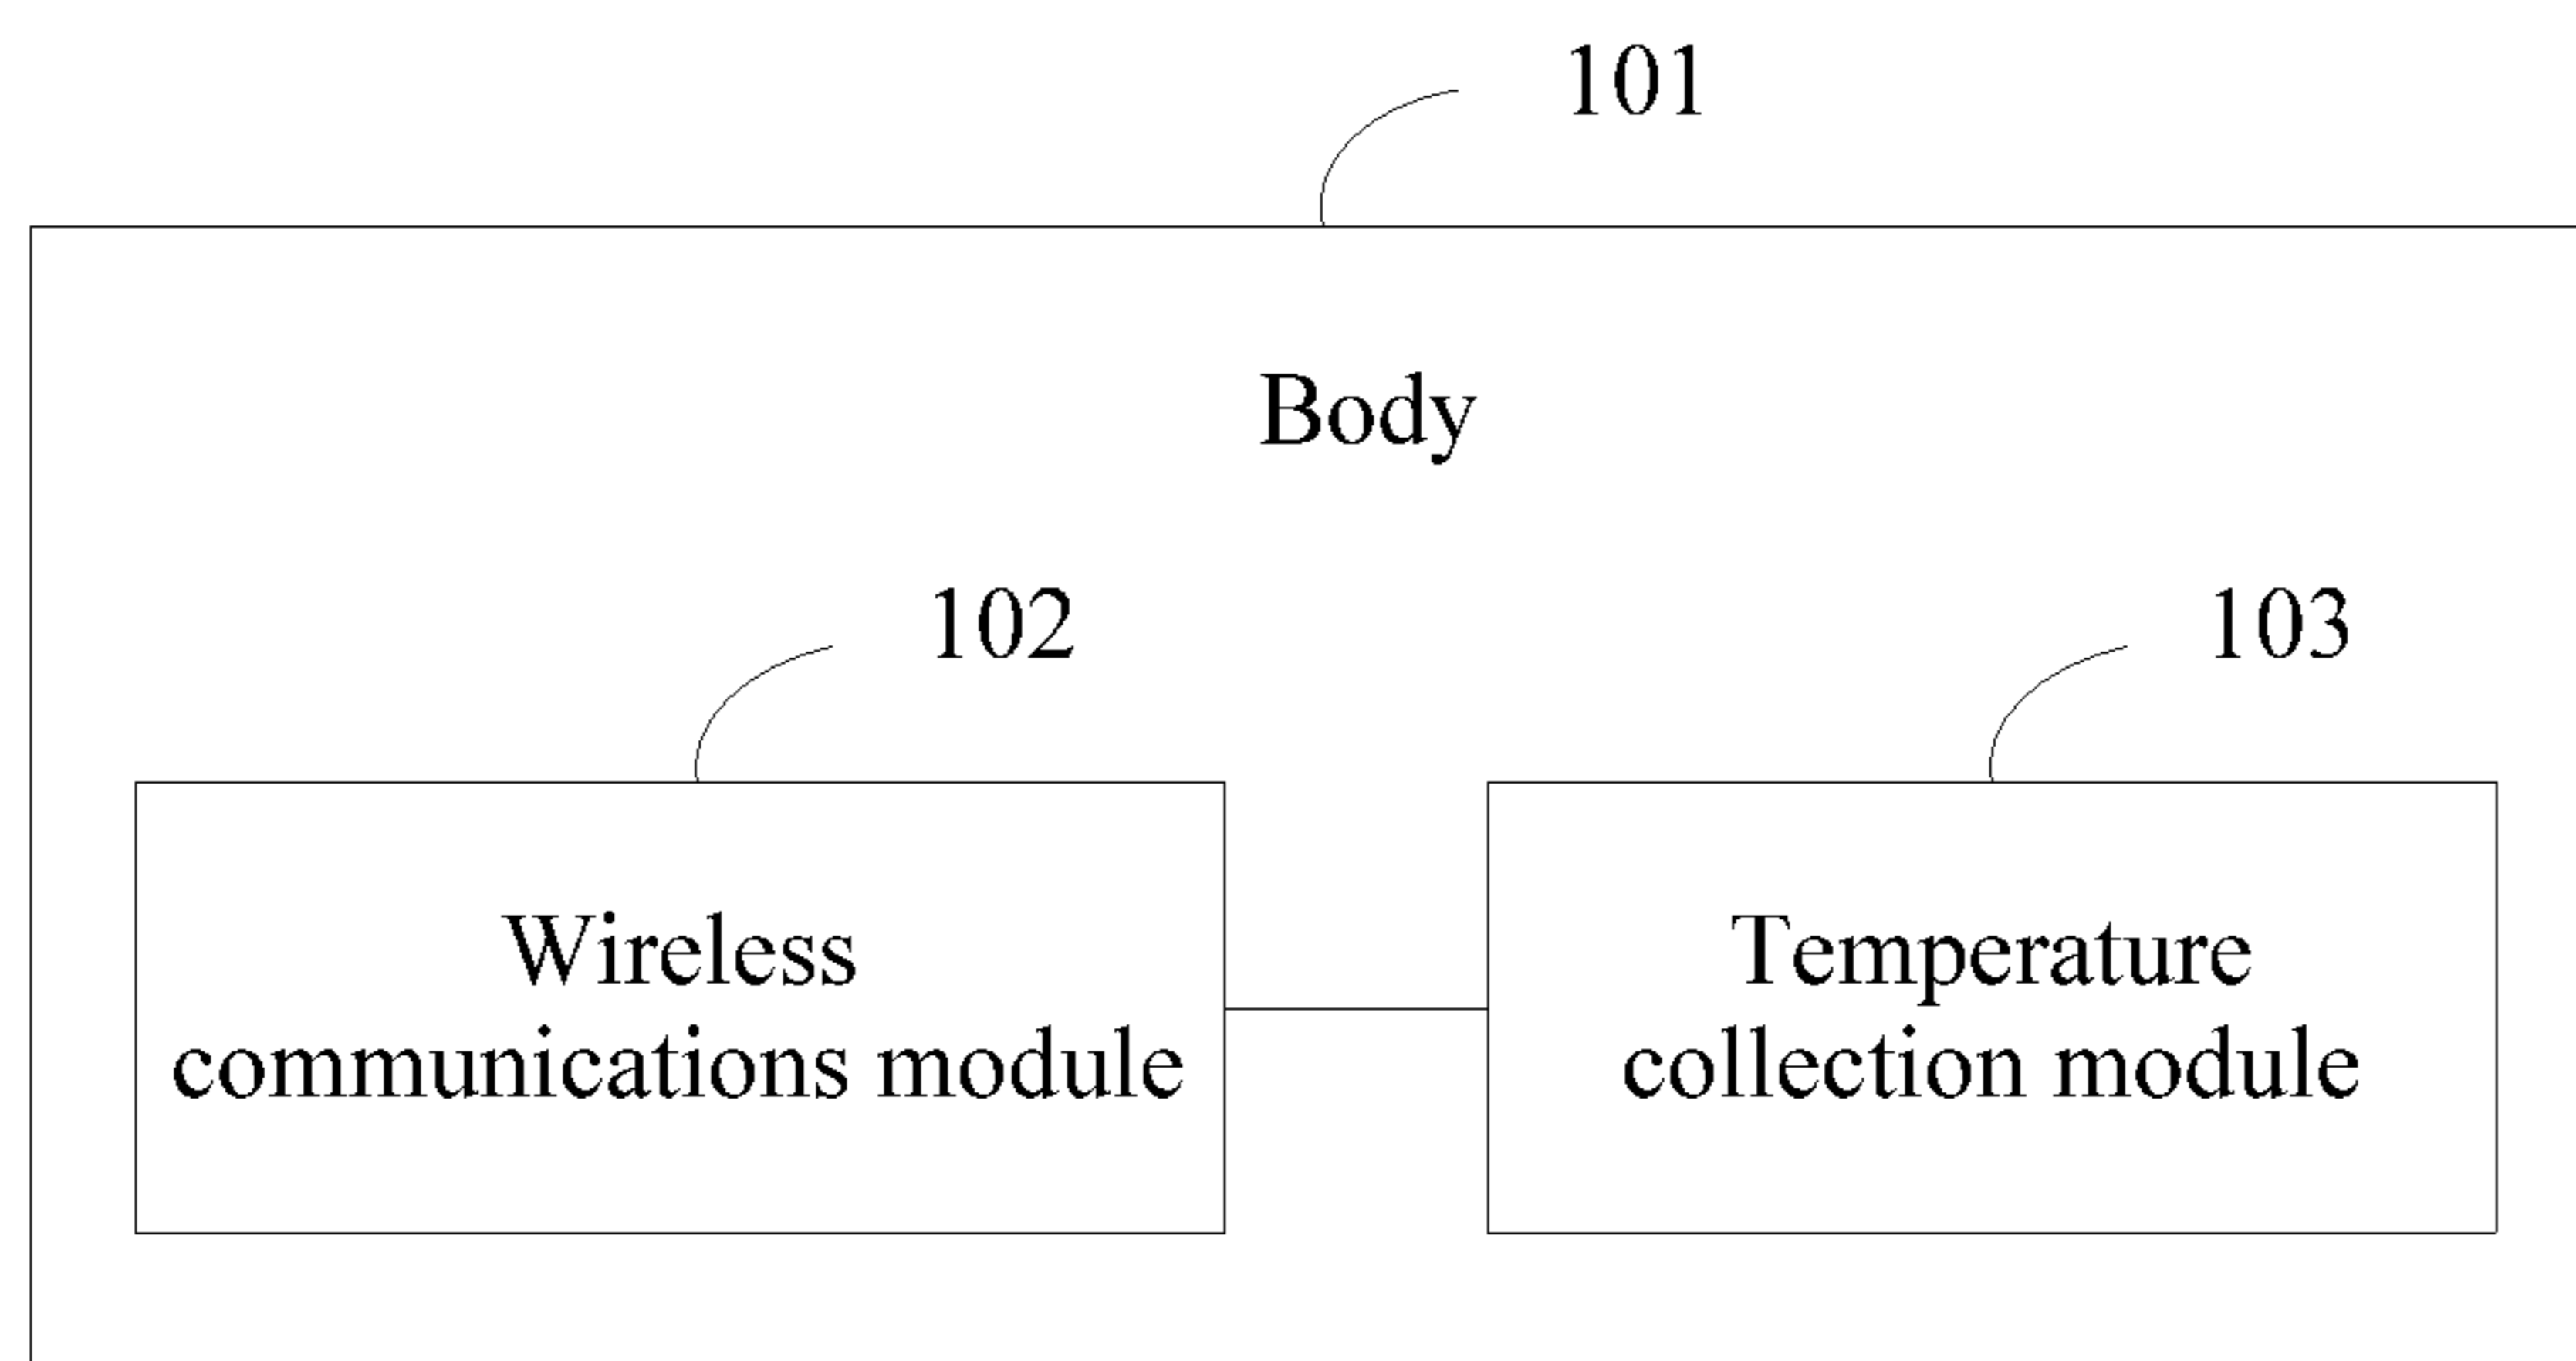 101
Body
102
103
Wireless
communications module
Temperature
collection module